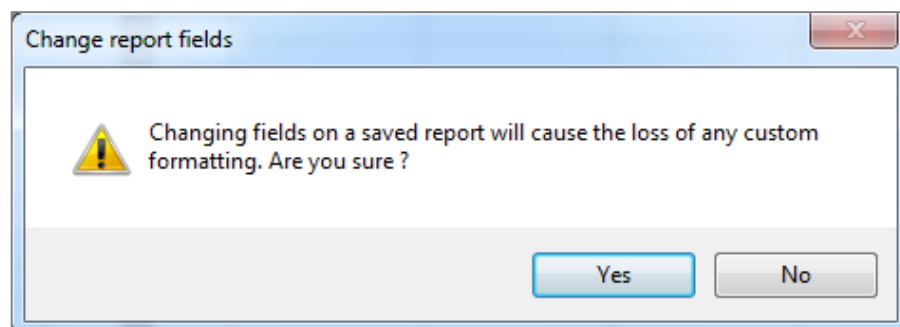 Change report fields
Changing fields on a saved report will cause the loss of any custom
formatting. Are you sure ?
Yes
No